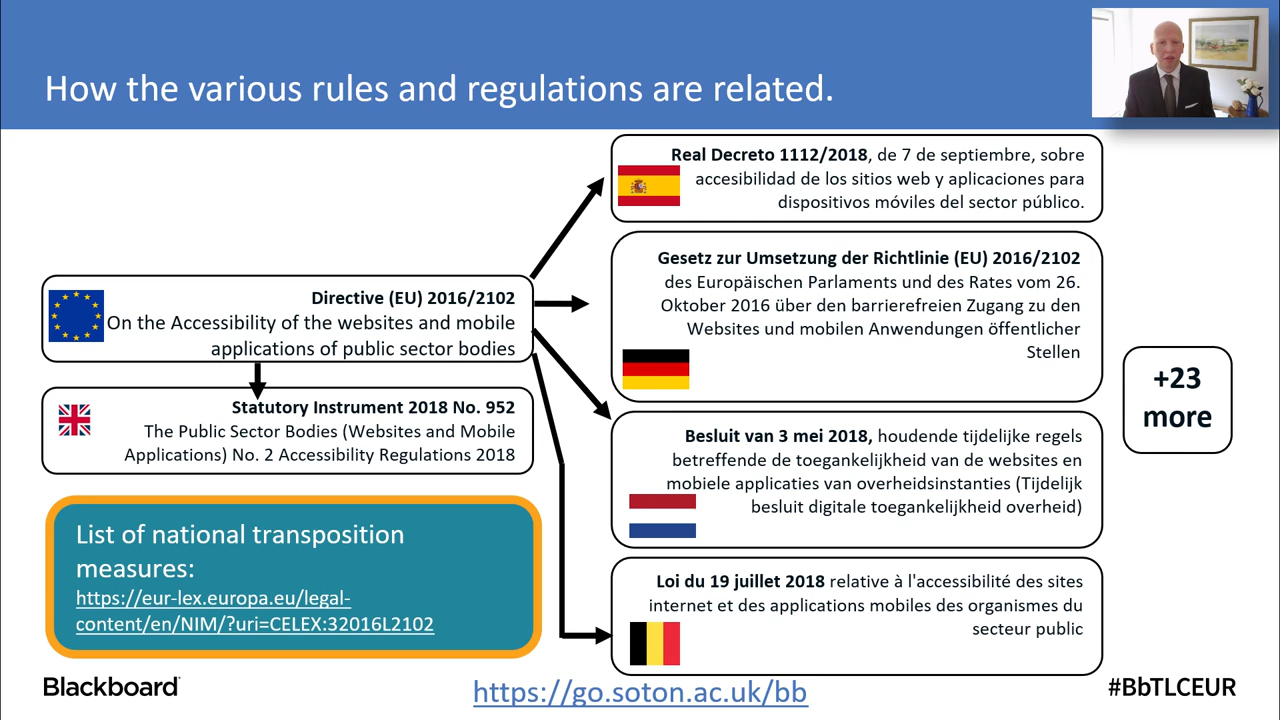 How the various rules and regulations are related.
Real Decreto 1112/2018, de 7 de septiembre, sobre
accesibilidad de los sitios web y aplicaciones para
dispositivos móviles del sector público.
Gesetz zur Umsetzung der Richtlinie (EU) 2016/2102
des Europäischen Parlaments und des Rates vom 26.
Oktober 2016 über den barrierefreien Zugang zu den
Websites und mobilen Anwendungen öffentlicher
Stellen
Directive (EU) 2016/2102
On the Accessibility of the websites and mobile
applications of public sector bodies
Statutory Instrument 2018 No. 952
The Public Sector Bodies (Websites and Mobile
Applications) No. 2 Accessibility Regulations 2018
+23
more
Besluit van 3 mei 2018, houdende tijdelijke regels
betreffende de toegankelijkheid van de websites en
mobiele applicaties van overheidsinstanties (Tijdelijk
besluit digitale toegankelijkheid overheid)
List of national transposition
measures:
https://eur-lex.europa.eu/legal-
content/en/NIM/?uri=CELEX:32016L2102
Loi du 19 juillet 2018 relative à l'accessibilité des sites
internet et des applications mobiles des organismes du
secteur public
Blackboard
https://go.soton.ac.uk/bb
#BbTLCEUR